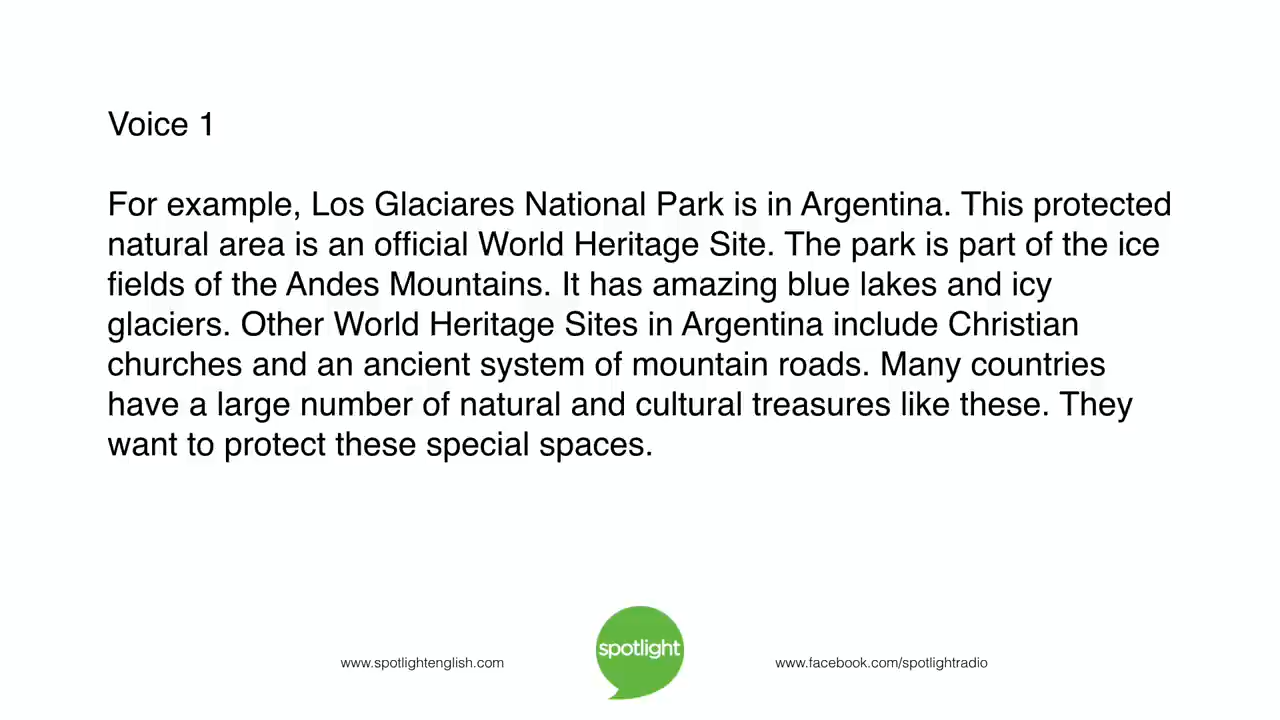 Voice 1
For example, Los Glaciares National Park is in Argentina. This protected
natural area is an official World Heritage Site. The park is part of the ice
fields of the Andes Mountains. It has amazing blue lakes and icy
glaciers. Other World Heritage Sites in Argentina include Christian
churches and an ancient system of mountain roads. Many countries
have a large number of natural and cultural treasures like these. They
want to protect these special spaces.
www.spotlightenglish.com
spotlight
www.facebook.com/spotlightradio